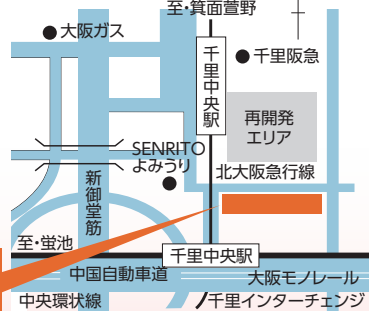 至・箕面萱野
大阪ガス
千里中央駅
千里阪急
再開発
エリア
SENRITO
よみうり
北大阪急行線
新御堂筋
至・蛍池
千里中央駅
中国自動車道
大阪モノレール
中央環状線
千里インターチェンジ